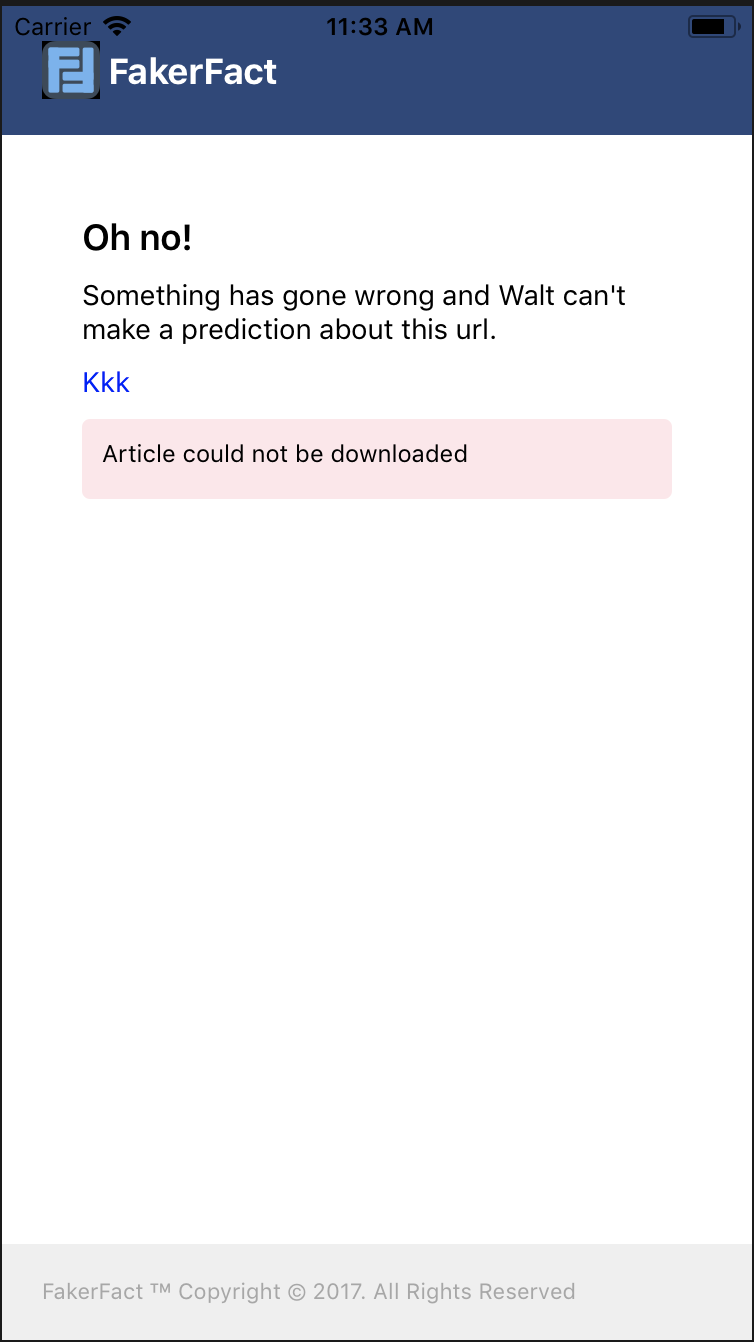 Carrier 11:33 AM
FakerFact
Oh no!
Something has gone wrong and Walt can't
make a prediction about this url.
Kkk
Article could not be downloaded
FakerFact ™ Copyright © 2017. All Rights Reserved